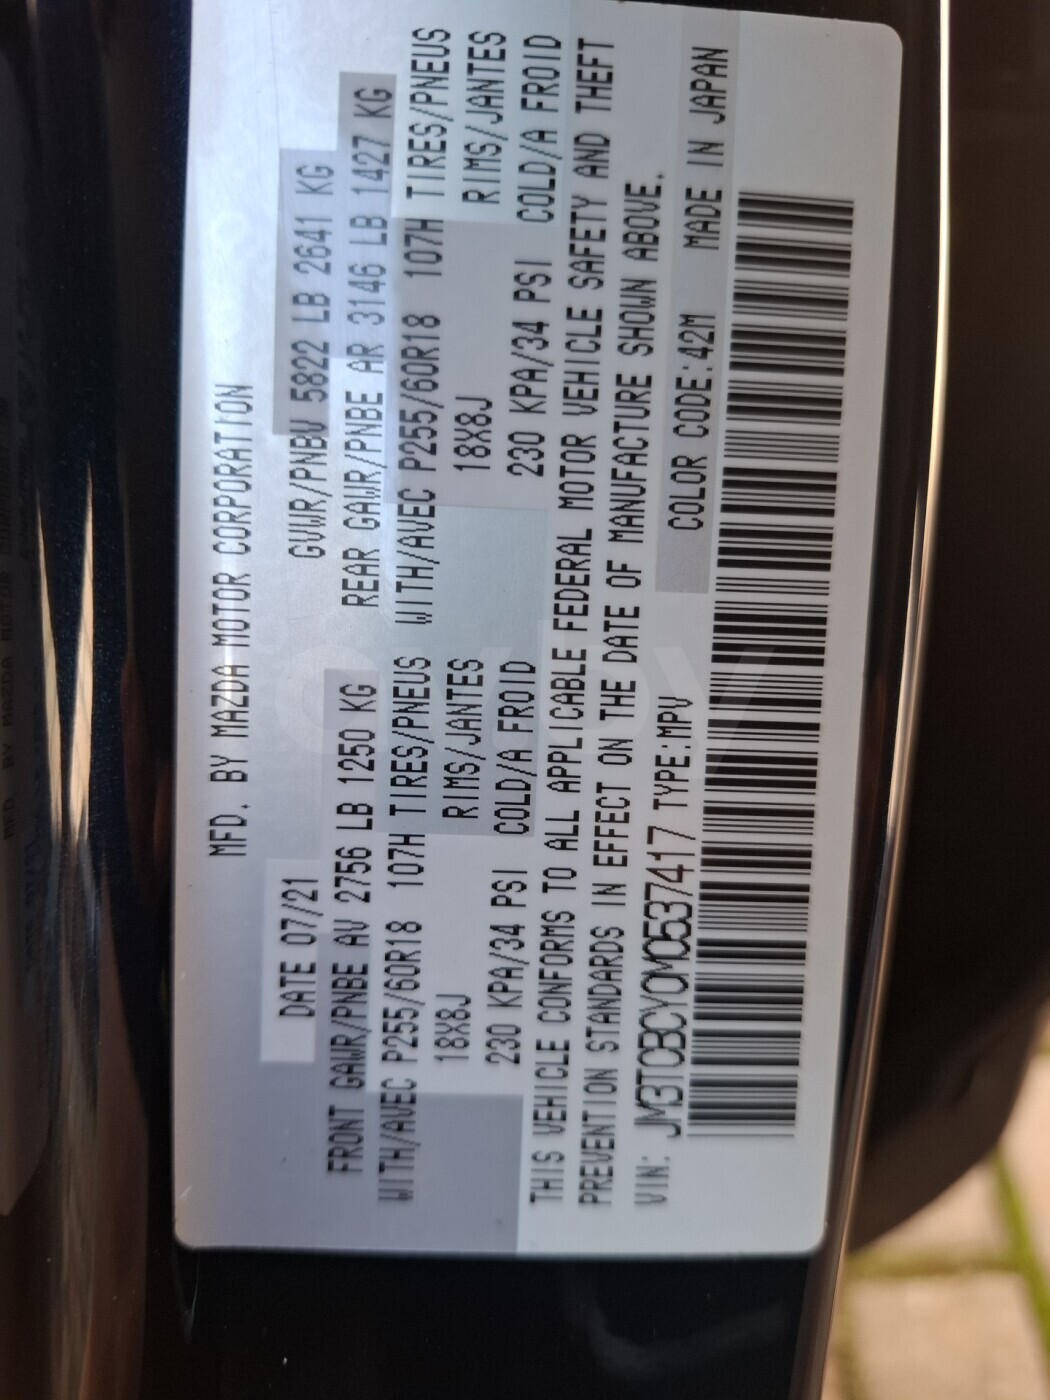 MFD. BY MAZDA MOTOR CORPORATION
DATE 07/21 GVWR/PNBV 5822 LB 2641 KG
FRONT GAWR/PNBE AV 2756 LB 1250 KG REAR GAWR/PNBE AR 3146 LB 1427 KG
WITH/AVEC P255/60R18 107H TIRES/PNEUS WITH/AVEC P255/60R18 107H TIRES/PNEUS
18X8J RIMS/JANTES 18X8J RIMS/JANTES
230 KPA/34 PSI COLD/A FROID 230 KPA/34 PSI COLD/A FROID
THIS VEHICLE CONFORMS TO ALL APPLICABLE FEDERAL MOTOR VEHICLE SAFETY AND THEFT
PREVENTION STANDARDS IN EFFECT ON THE DATE OF MANUFACTURE SHOWN ABOVE.
VIN: JM3TCBCY0M0537417 TYPE:MPV COLOR CODE:42M MADE IN JAPAN